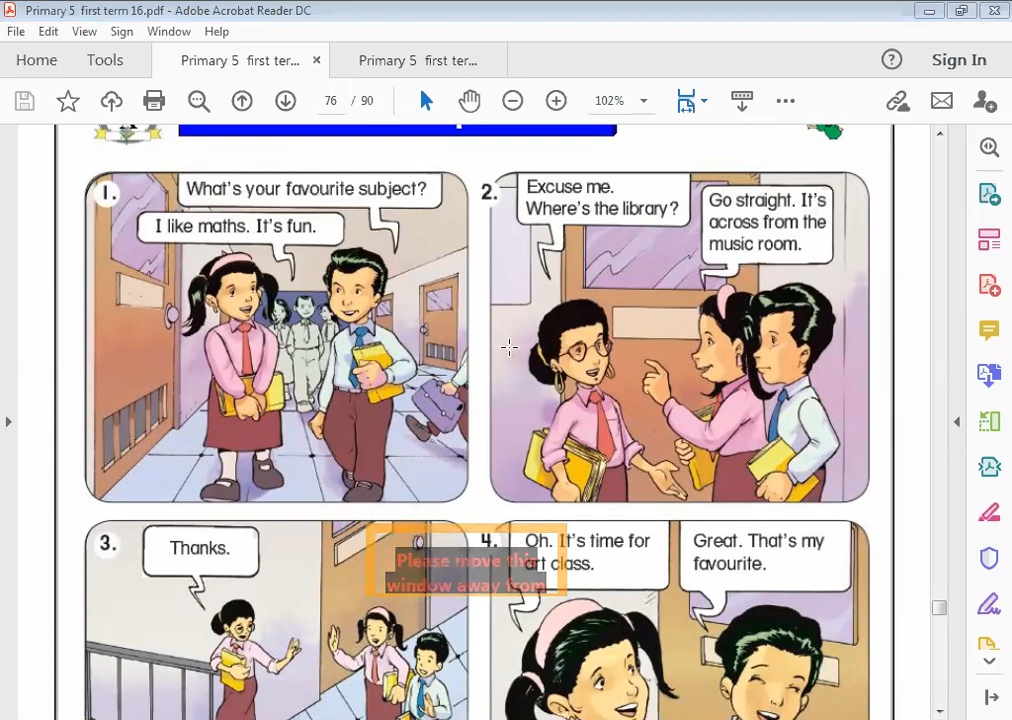 Primary 5 first term 16.pdf - Adobe Acrobat Reader DC
File Edit View Sign Window Help
Home Tools Primary 5 first ter... × Primary 5 first ter... Sign In
76 / 90 102%
1.
What's your favourite subject?
I like maths. It's fun.
2.
Excuse me.
Where's the library?
Go straight. It's
across from the
music room.
3.
Thanks.
4.
Oh. It's time for
art class.
Great. That's my
favourite.
Please move this
window away from